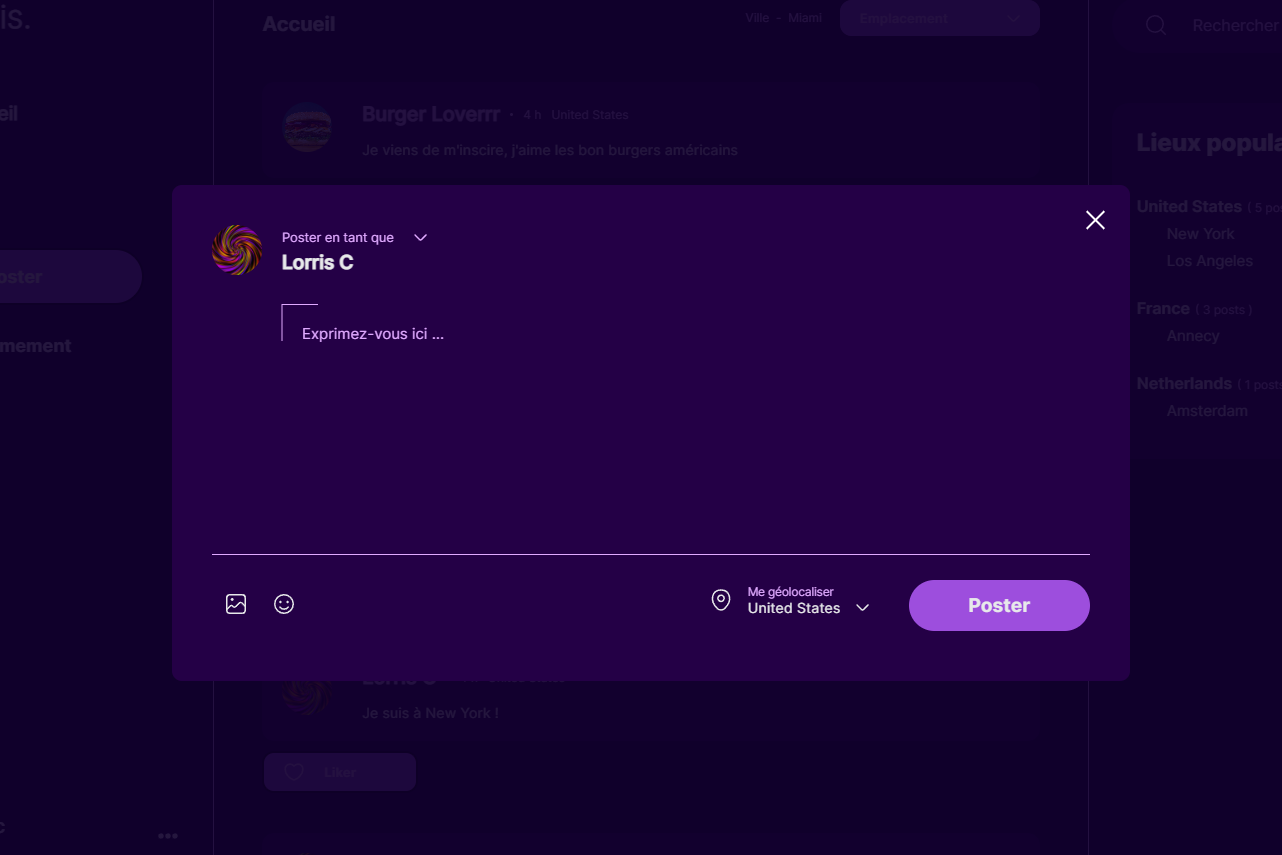 is.
Accueil
Ville - Miami
Emplacement
Rechercher
eil
Burger Loverrr • 4 h United States
Je viens de m'inscire, j'aime les bon burgers américains
Lieux popula
United States ( 5 pos
New York
Los Angeles
France ( 3 posts )
Annecy
Netherlands ( 1 posts
Amsterdam
oster
mement
Poster en tant que
Lorris C
Exprimez-vous ici ...
Me géolocaliser
United States
Poster
Lorris C
Je suis à New York !
Liker
c